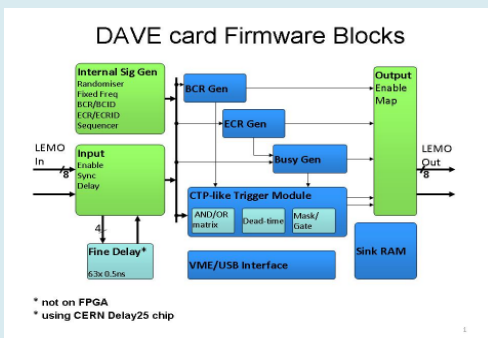 DAVE card Firmware Blocks
Internal Sig Gen
Randomiser
Fixed Freq
BCR/BCID
ECR/ECRID
Sequencer
BCR Gen
Output
Enable
Map
ECR Gen
LEMO
In
8
Input
Enable
Sync
Delay
Busy Gen
LEMO
Out
8
CTP-like Trigger Module
AND/OR
matrix
Dead-time
Mask/
Gate
4
Fine Delay*
63x 0.5ns
VME/USB Interface
Sink RAM
* not on FPGA
* using CERN Delay25 chip
1